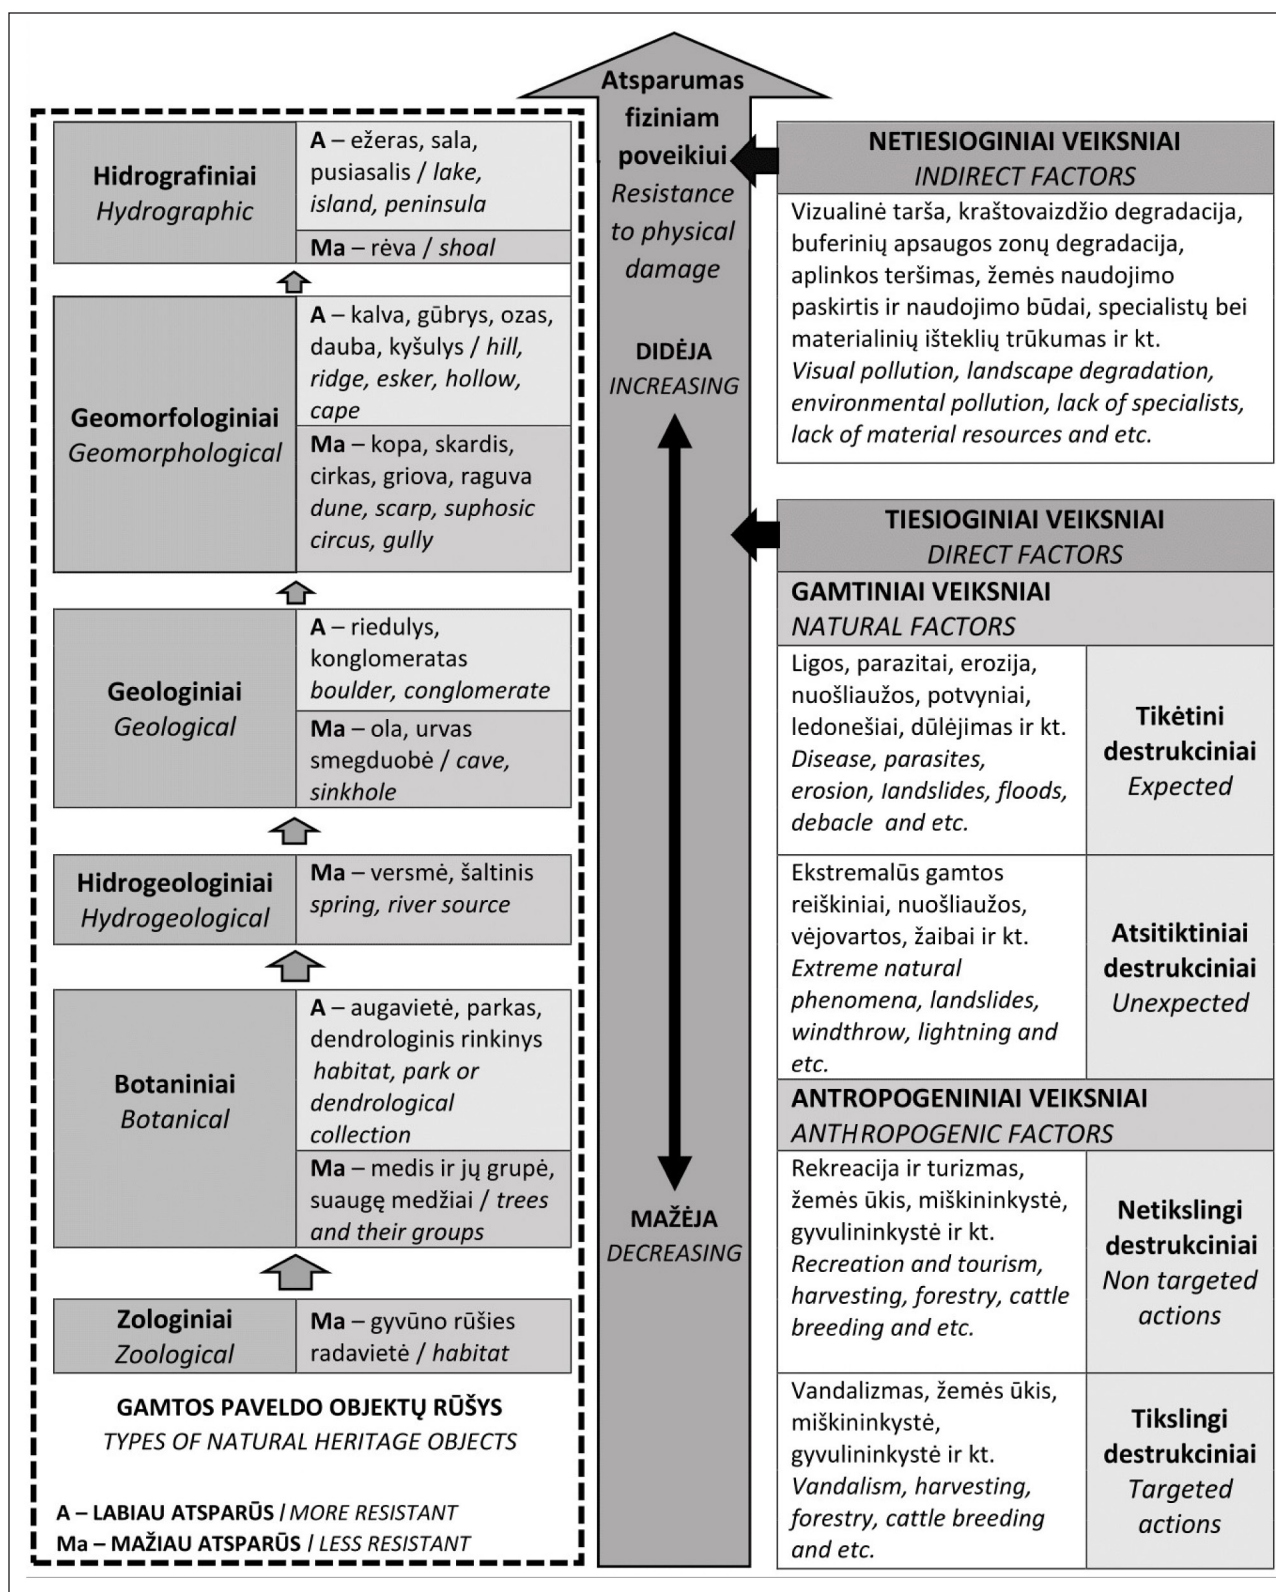 Atsparumas
fiziniam
poveikiui
Resistance
to physical
damage
DIDĖJA
INCREASING
MAŽĖJA
DECREASING
Hidrografiniai
Hydrographic
A – ežeras, sala,
pusiasalis / lake,
island, peninsula
Ma – rėva / shoal
Geomorfologiniai
Geomorphological
A – kalva, gūbrys, ozas,
dauba, kyšulys / hill,
ridge, esker, hollow,
cape
Ma – kopa, skardis,
cirkas, griova, raguva
dune, scarp, suphosic
circus, gully
Geologiniai
Geological
A – riedulys,
konglomeratas
boulder, conglomerate
Ma – ola, urvas
smegduobė / cave,
sinkhole
Hidrogeologiniai
Hydrogeological
Ma – versmė, šaltinis
spring, river source
Botaniniai
Botanical
A – augavietė, parkas,
dendrologinis rinkinys
habitat, park or
dendrological
collection
Ma – medis ir jų grupė,
suaugę medžiai / trees
and their groups
Zologiniai
Zoological
Ma – gyvūno rūšies
radavietė / habitat
GAMTOS PAVELDO OBJEKTŲ RŪŠYS
TYPES OF NATURAL HERITAGE OBJECTS
A – LABIAU ATSPARŪS / MORE RESISTANT
Ma – MAŽIAU ATSPARŪS / LESS RESISTANT
NETIESIOGINIAI VEIKSNIAI
INDIRECT FACTORS
Vizualinė tarša, kraštovaizdžio degradacija,
buferinių apsaugos zonų degradacija,
aplinkos teršimas, žemės naudojimo
paskirtis ir naudojimo būdai, specialistų bei
materialinių išteklių trūkumas ir kt.
Visual pollution, landscape degradation,
environmental pollution, lack of specialists,
lack of material resources and etc.
TIESIOGINIAI VEIKSNIAI
DIRECT FACTORS
GAMTINIAI VEIKSNIAI
NATURAL FACTORS
Ligos, parazitai, erozija,
nuošliaužos, potvyniai,
ledonešiai, dūlėjimas ir kt.
Disease, parasites,
erosion, landslides, floods,
debacle and etc.
Tikėtini
destrukciniai
Expected
Ekstremalūs gamtos
reiškiniai, nuošliaužos,
vėjovartos, žaibai ir kt.
Extreme natural
phenomena, landslides,
windthrow, lightning and
etc.
Atsitiktiniai
destrukciniai
Unexpected
ANTROPOGENINIAI VEIKSNIAI
ANTHROPOGENIC FACTORS
Rekreacija ir turizmas,
žemės ūkis, miškininkystė,
gyvulininkystė ir kt.
Recreation and tourism,
harvesting, forestry, cattle
breeding and etc.
Netikslingi
destrukciniai
Non targeted
actions
Vandalizmas, žemės ūkis,
miškininkystė,
gyvulininkystė ir kt.
Vandalism, harvesting,
forestry, cattle breeding
and etc.
Tikslingi
destrukciniai
Targeted
actions